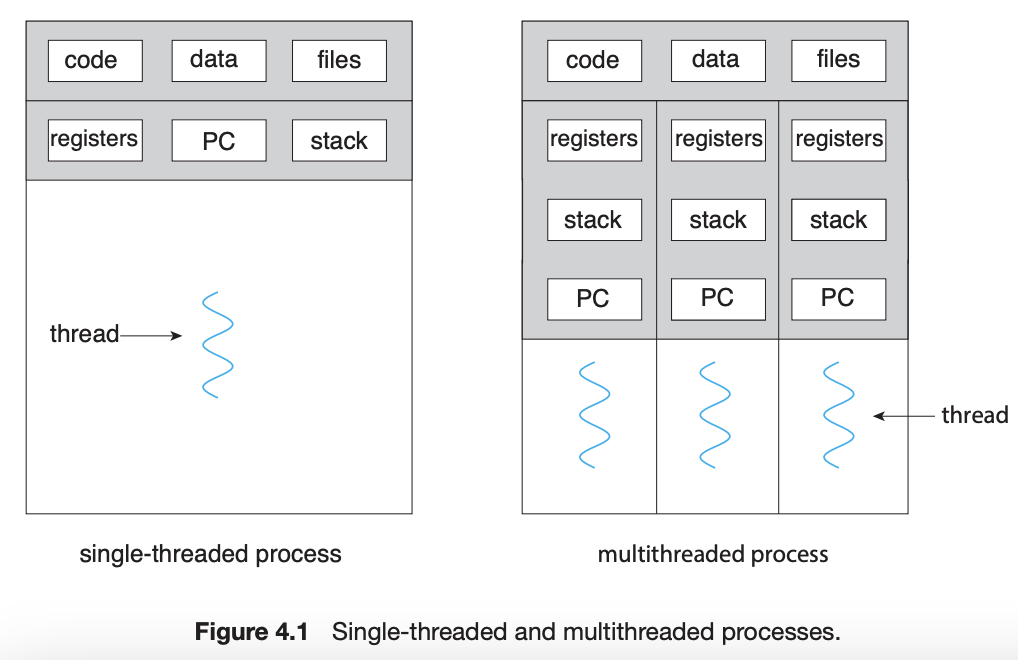 code data files
registers PC stack
thread
single-threaded process
code data files
registers registers registers
stack stack stack
PC PC PC
thread
multithreaded process
Figure 4.1 Single-threaded and multithreaded processes.